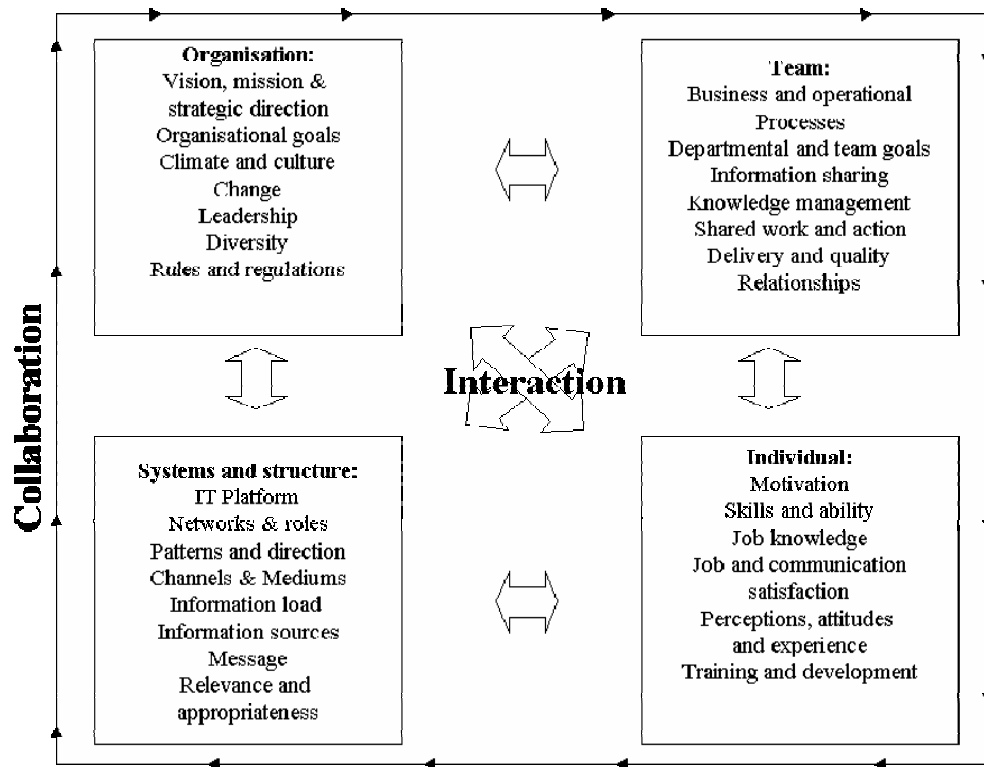 Organisation:
Vision, mission &
strategic direction
Organisational goals
Climate and culture
Change
Leadership
Diversity
Rules and regulations
Team:
Business and operational
Processes
Departmental and team goals
Information sharing
Knowledge management
Shared work and action
Delivery and quality
Relationships
Collaboration
Interaction
Systems and structure:
IT Platform
Networks & roles
Patterns and direction
Channels & Mediums
Information load
Information sources
Message
Relevance and
appropriateness
Individual:
Motivation
Skills and ability
Job knowledge
Job and communication
satisfaction
Perceptions, attitudes
and experience
Training and development